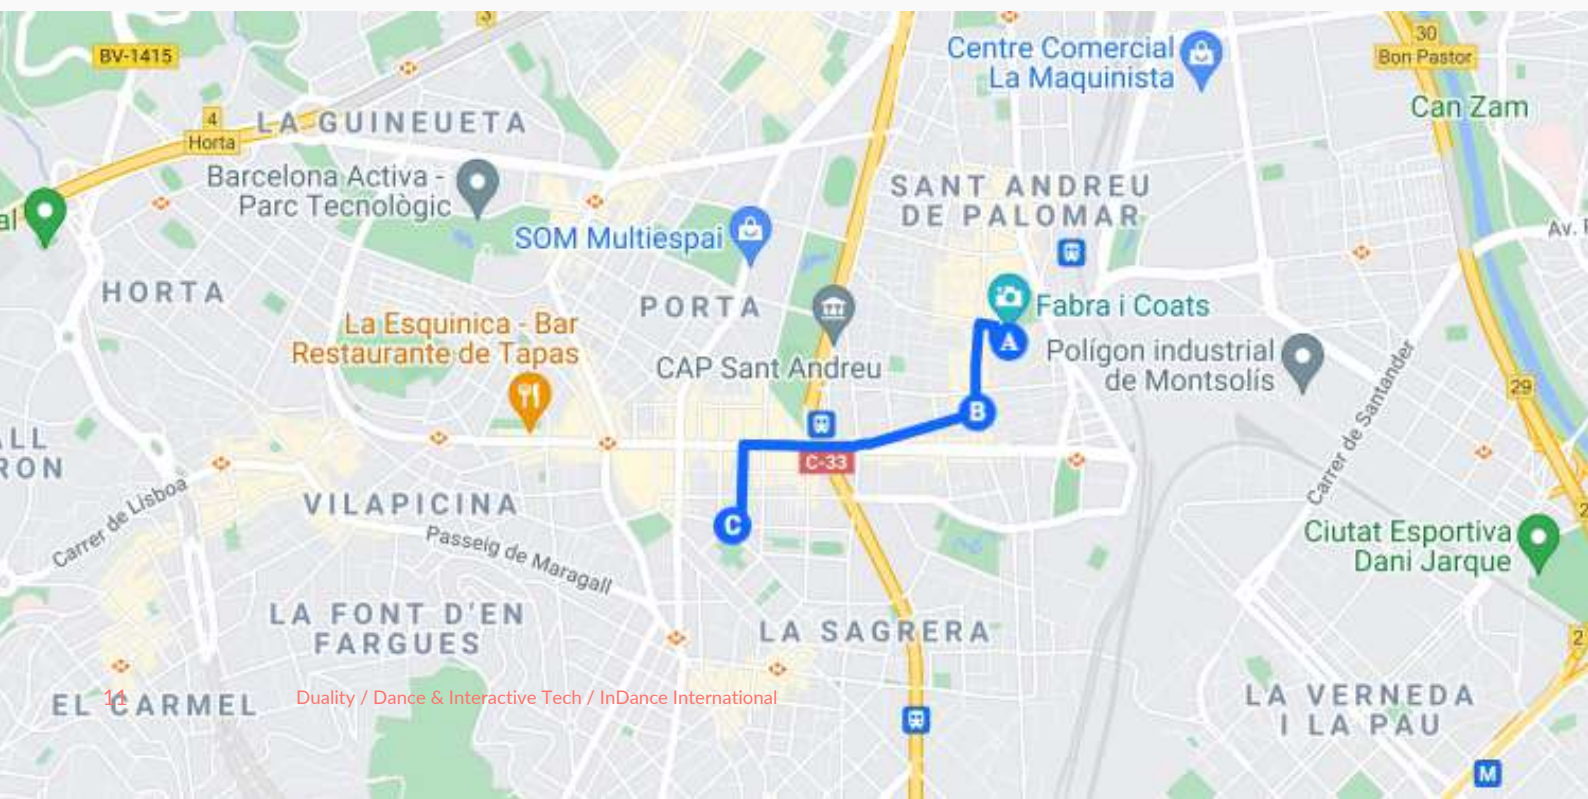 3
BV-1415
30
Bon Pastor
Centre Comercial
La Maquinista
Can Zam
4
Horta
LA GUINEUETA
Barcelona Activa -
Parc Tecnològic
SANT ANDREU
DE PALOMAR
al
SOM Multiespai
Av.
HORTA
PORTA
Fabra i Coats
La Esquinica - Bar
Restaurante de Tapas
A
Polígon industrial
de Montsolís
CAP Sant Andreu
29
Carrer de Santander
B
ALL
RON
C-33
Carrer de Lisboa
VILAPICINA
C
Passeig de Maragall
Ciutat Esportiva
Dani Jarque
LA FONT D'EN
FARGUES
LA SAGRERA
EL CARMEL
11
Duality / Dance & Interactive Tech / InDance International
LA VERNEDA
I LA PAU
M